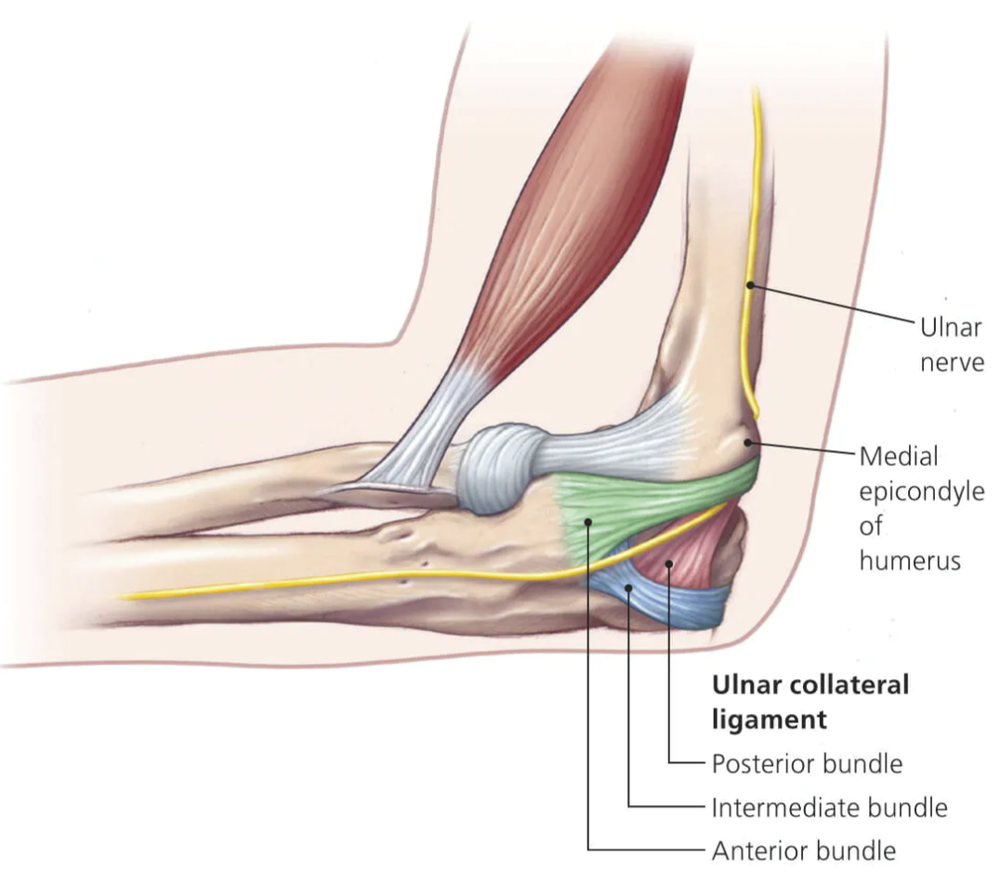 Ulnar
nerve
Medial
epicondyle
of
humerus
Ulnar collateral
ligament
Posterior bundle
Intermediate bundle
Anterior bundle